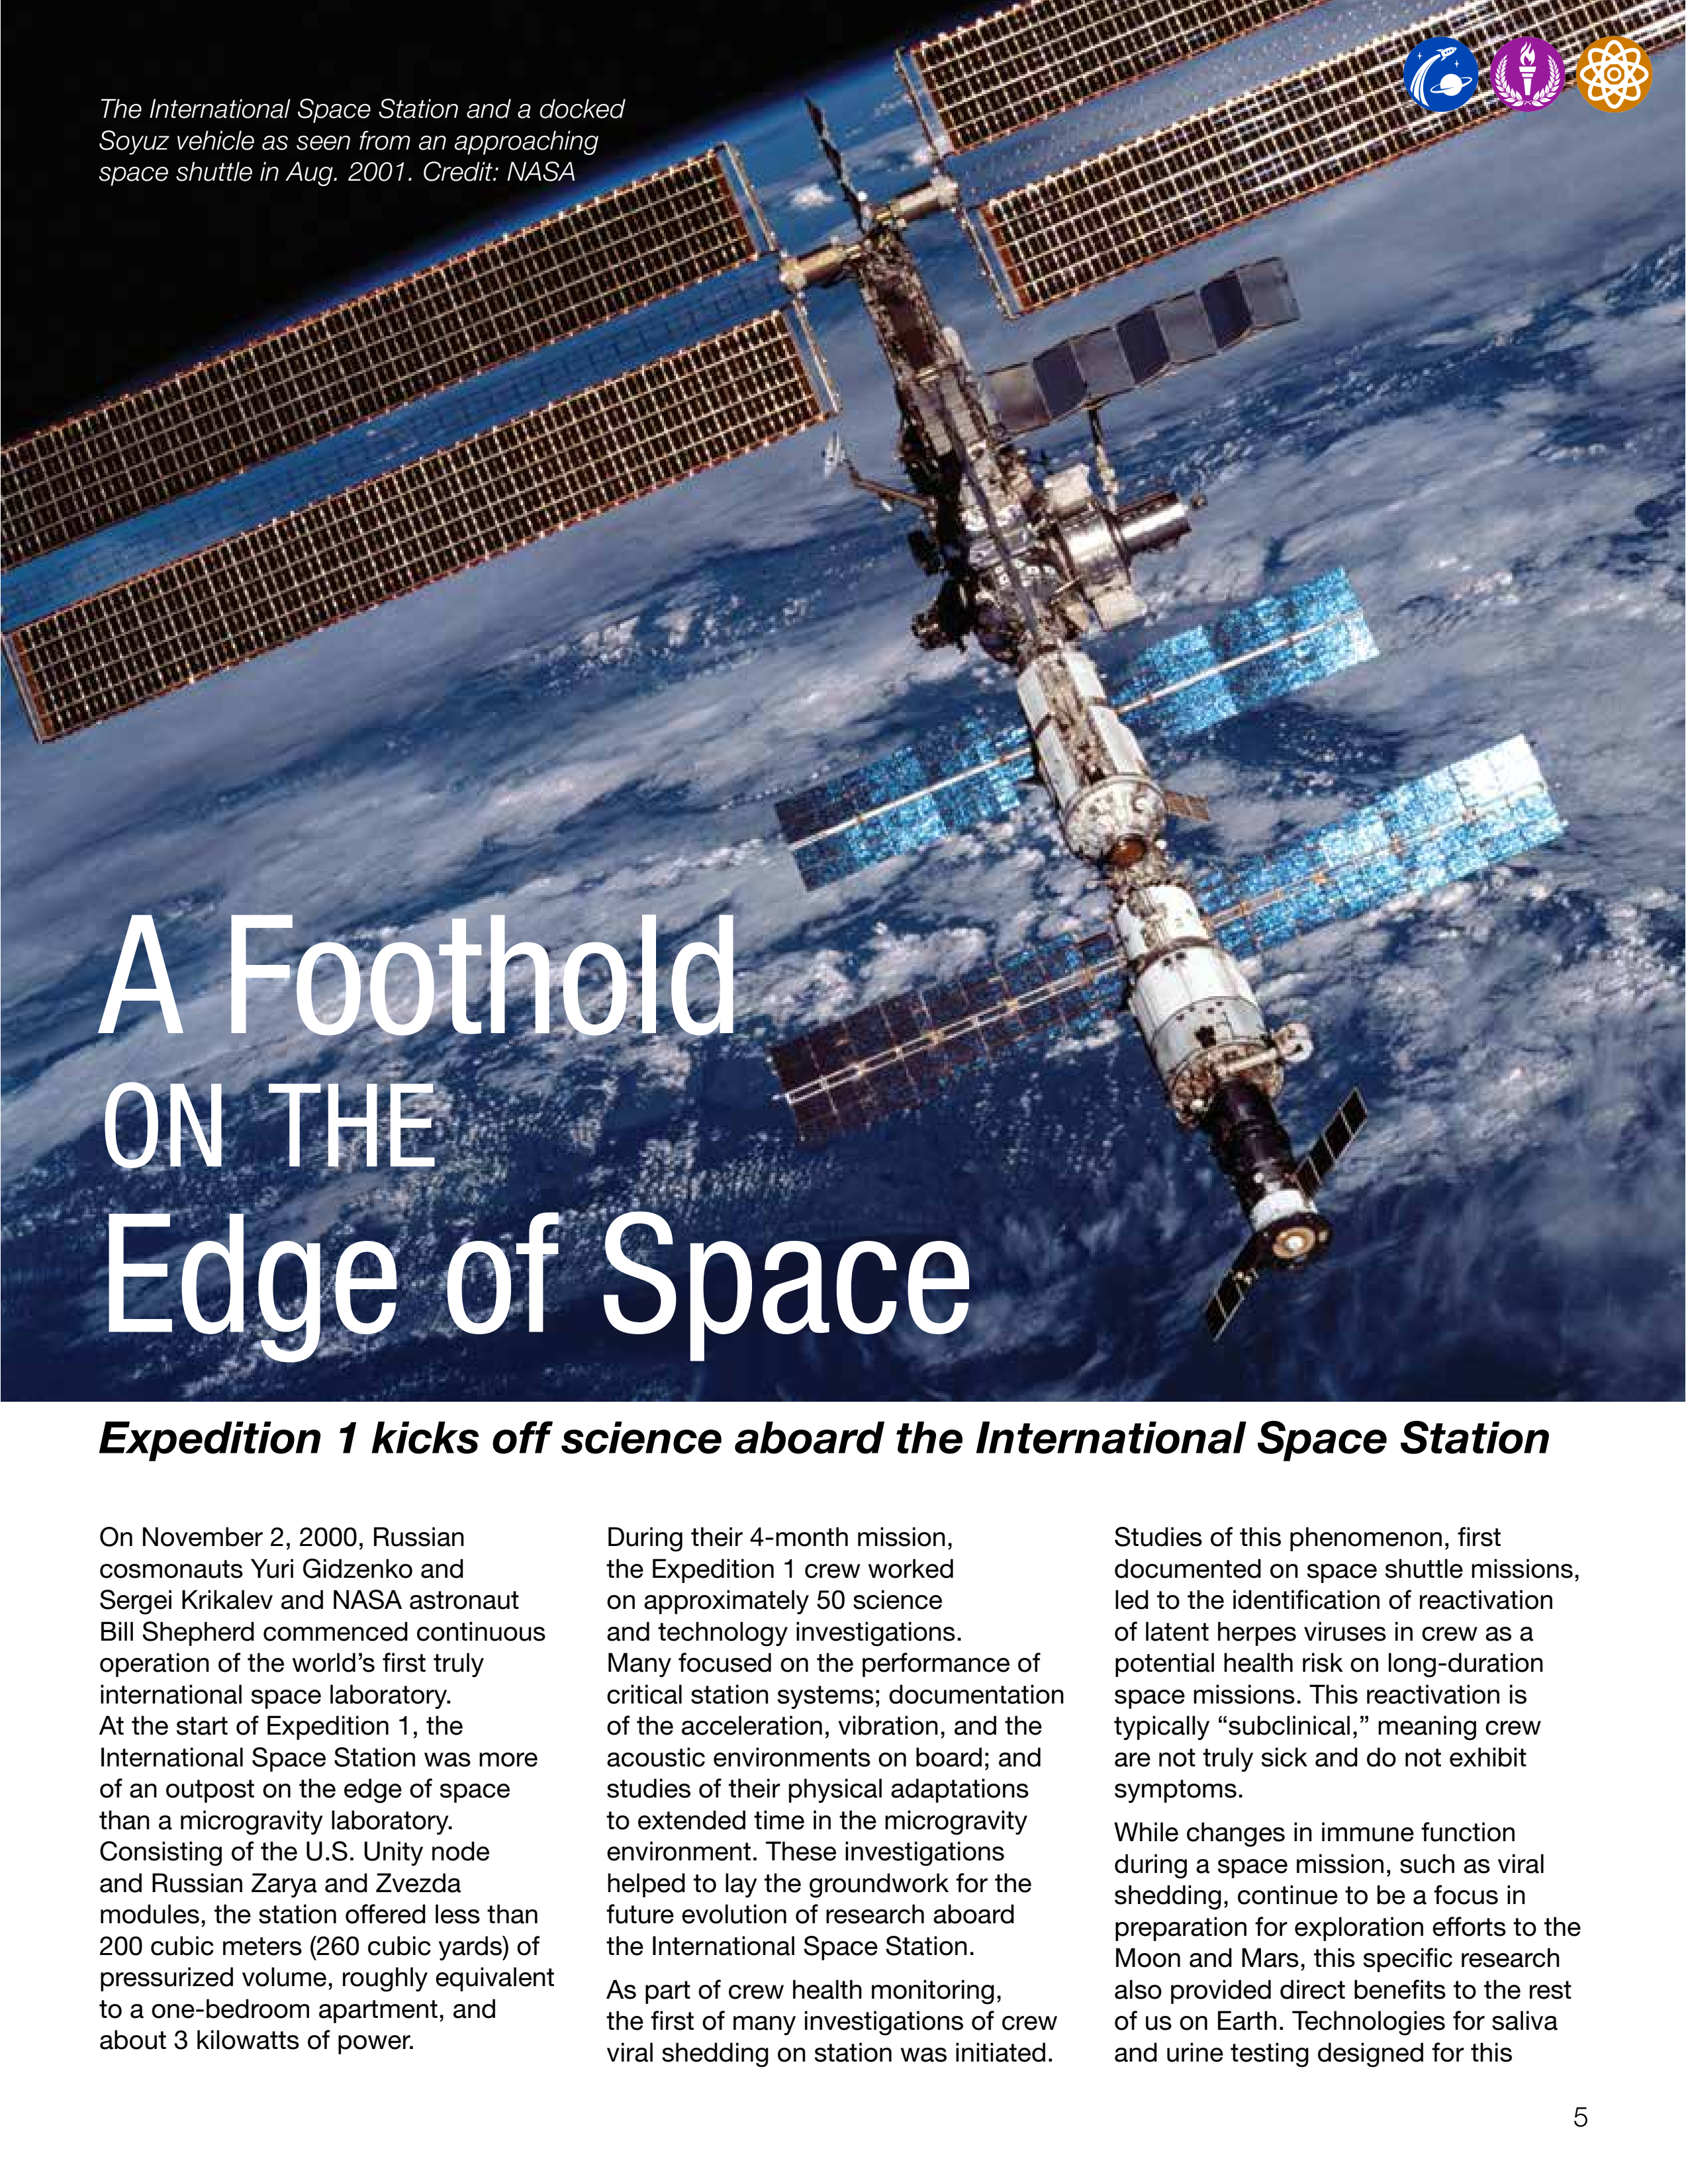 The International Space Station and a docked
Soyuz vehicle as seen from an approaching
space shuttle in Aug. 2001. Credit: NASA
A Foothold
ON THE
Edge of Space
Expedition 1 kicks off science aboard the International Space Station
On November 2, 2000, Russian
cosmonauts Yuri Gidzenko and
Sergei Krikalev and NASA astronaut
Bill Shepherd commenced continuous
operation of the world’s first truly
international space laboratory.
At the start of Expedition 1, the
International Space Station was more
of an outpost on the edge of space
than a microgravity laboratory.
Consisting of the U.S. Unity node
and Russian Zarya and Zvezda
modules, the station offered less than
200 cubic meters (260 cubic yards) of
pressurized volume, roughly equivalent
to a one-bedroom apartment, and
about 3 kilowatts of power.
During their 4-month mission,
the Expedition 1 crew worked
on approximately 50 science
and technology investigations.
Many focused on the performance of
critical station systems; documentation
of the acceleration, vibration, and the
acoustic environments on board; and
studies of their physical adaptations
to extended time in the microgravity
environment. These investigations
helped to lay the groundwork for the
future evolution of research aboard
the International Space Station.
As part of crew health monitoring,
the first of many investigations of crew
viral shedding on station was initiated.
Studies of this phenomenon, first
documented on space shuttle missions,
led to the identification of reactivation
of latent herpes viruses in crew as a
potential health risk on long-duration
space missions. This reactivation is
typically “subclinical,” meaning crew
are not truly sick and do not exhibit
symptoms.
While changes in immune function
during a space mission, such as viral
shedding, continue to be a focus in
preparation for exploration efforts to the
Moon and Mars, this specific research
also provided direct benefits to the rest
of us on Earth. Technologies for saliva
and urine testing designed for this
5